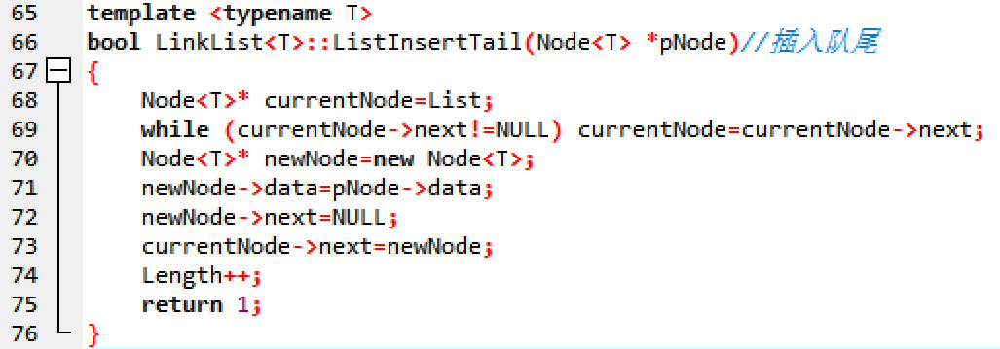 65 template <typename T>
66 bool LinkList<T>::ListInsertTail(Node<T> *pNode)//插入队尾
67 {
68     Node<T>* currentNode=List;
69     while (currentNode->next!=NULL) currentNode=currentNode->next;
70     Node<T>* newNode=new Node<T>;
71     newNode->data=pNode->data;
72     newNode->next=NULL;
73     currentNode->next=newNode;
74     Length++;
75     return 1;
76 }